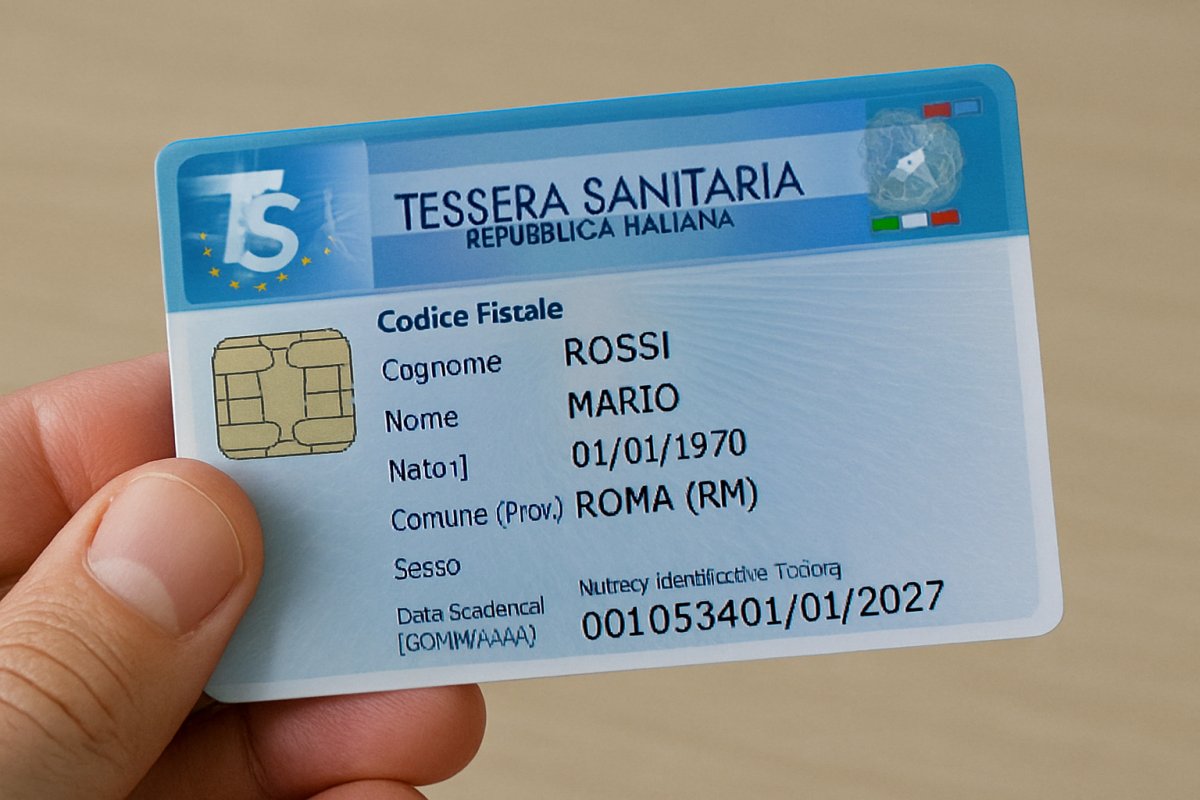 TS
TESSERA SANITARIA
REPUBBLICA HALIANA
Codice Fistale
Cognome ROSSI
Nome MARIO
Nato1] 01/01/1970
Comune (Prov.) ROMA (RM)
Sesso
Nutrecy identificctive Todorq
Data Scadencal 001053401/01/2027
[GOMM/AAAA)